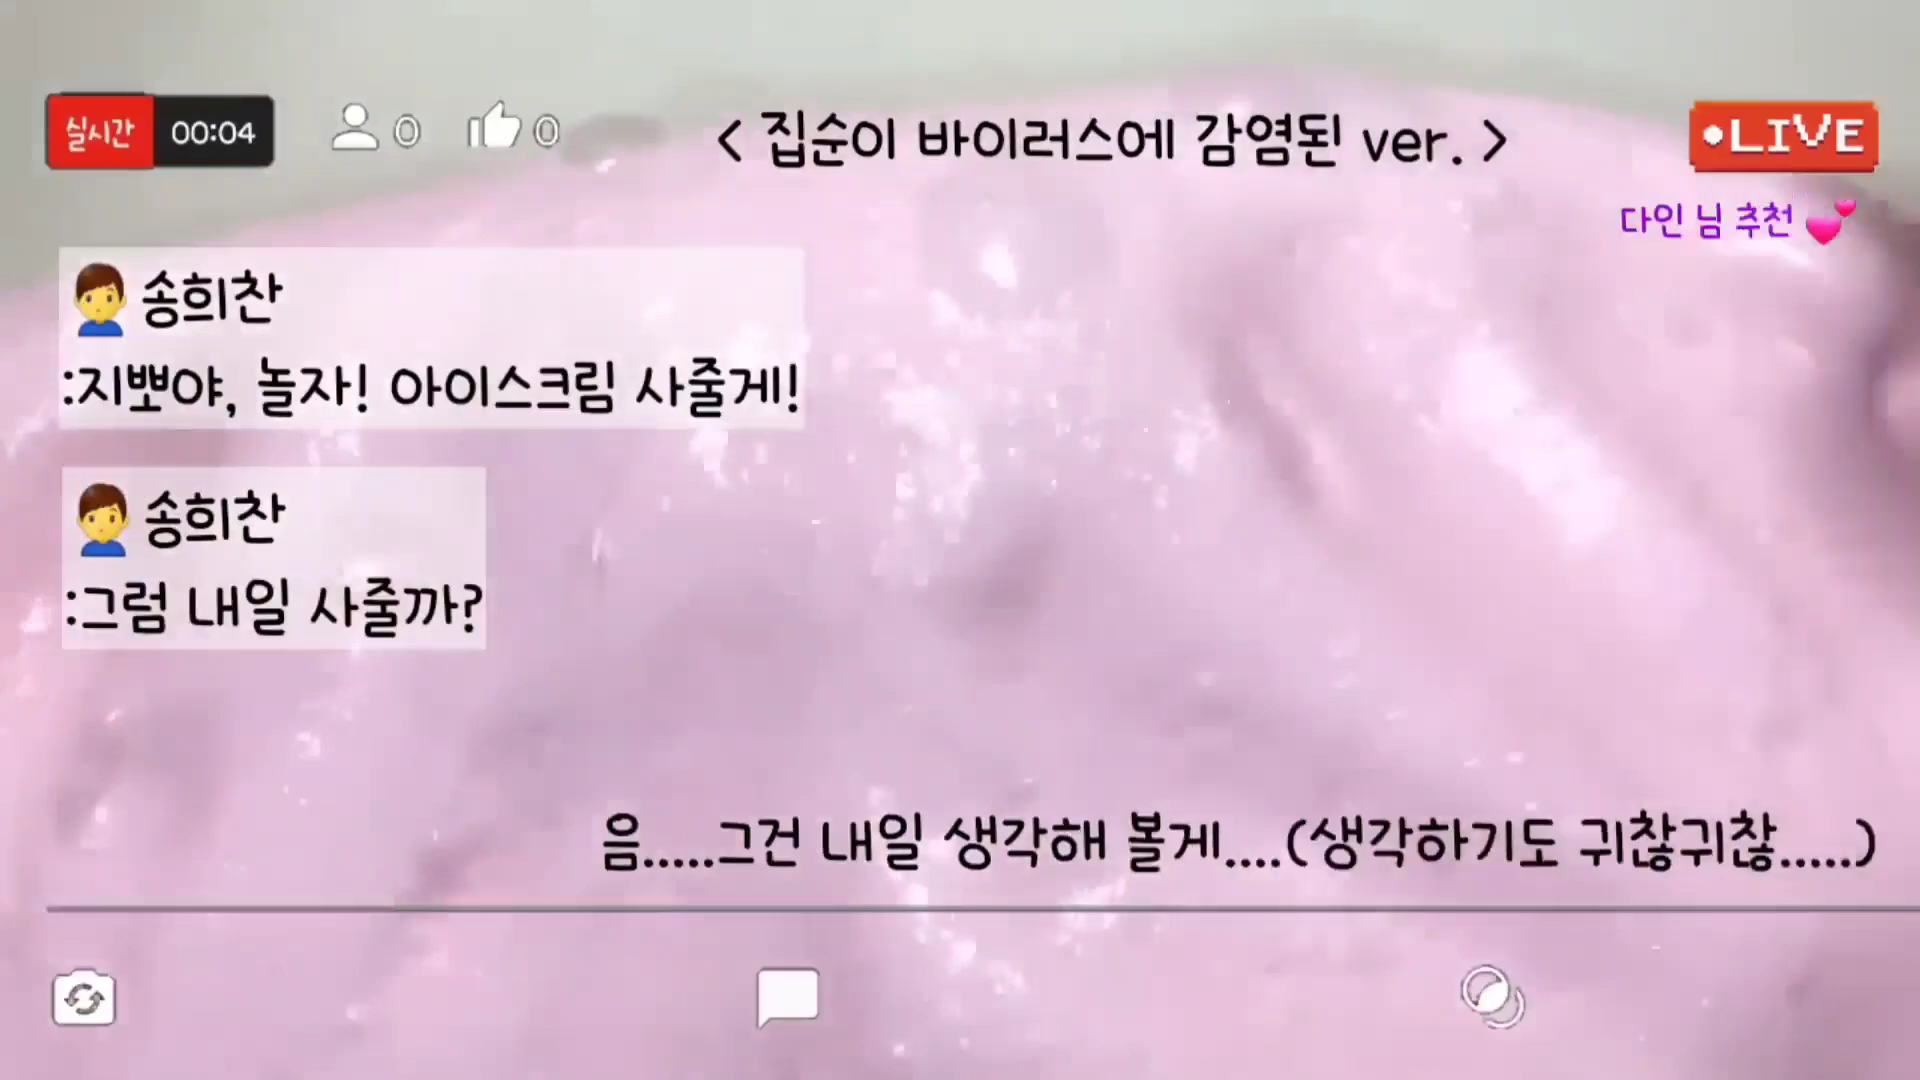 실시간 00:04 0 0 < 집순이 바이러스에 감염된 ver. > LIVE
다인 님 추천
송희찬
:지뽀야, 놀자! 아이스크림 사줄게!
송희찬
:그럼 내일 사줄까?
음.....그건 내일 생각해 볼게....(생각하기도 귀찮귀찮.....)